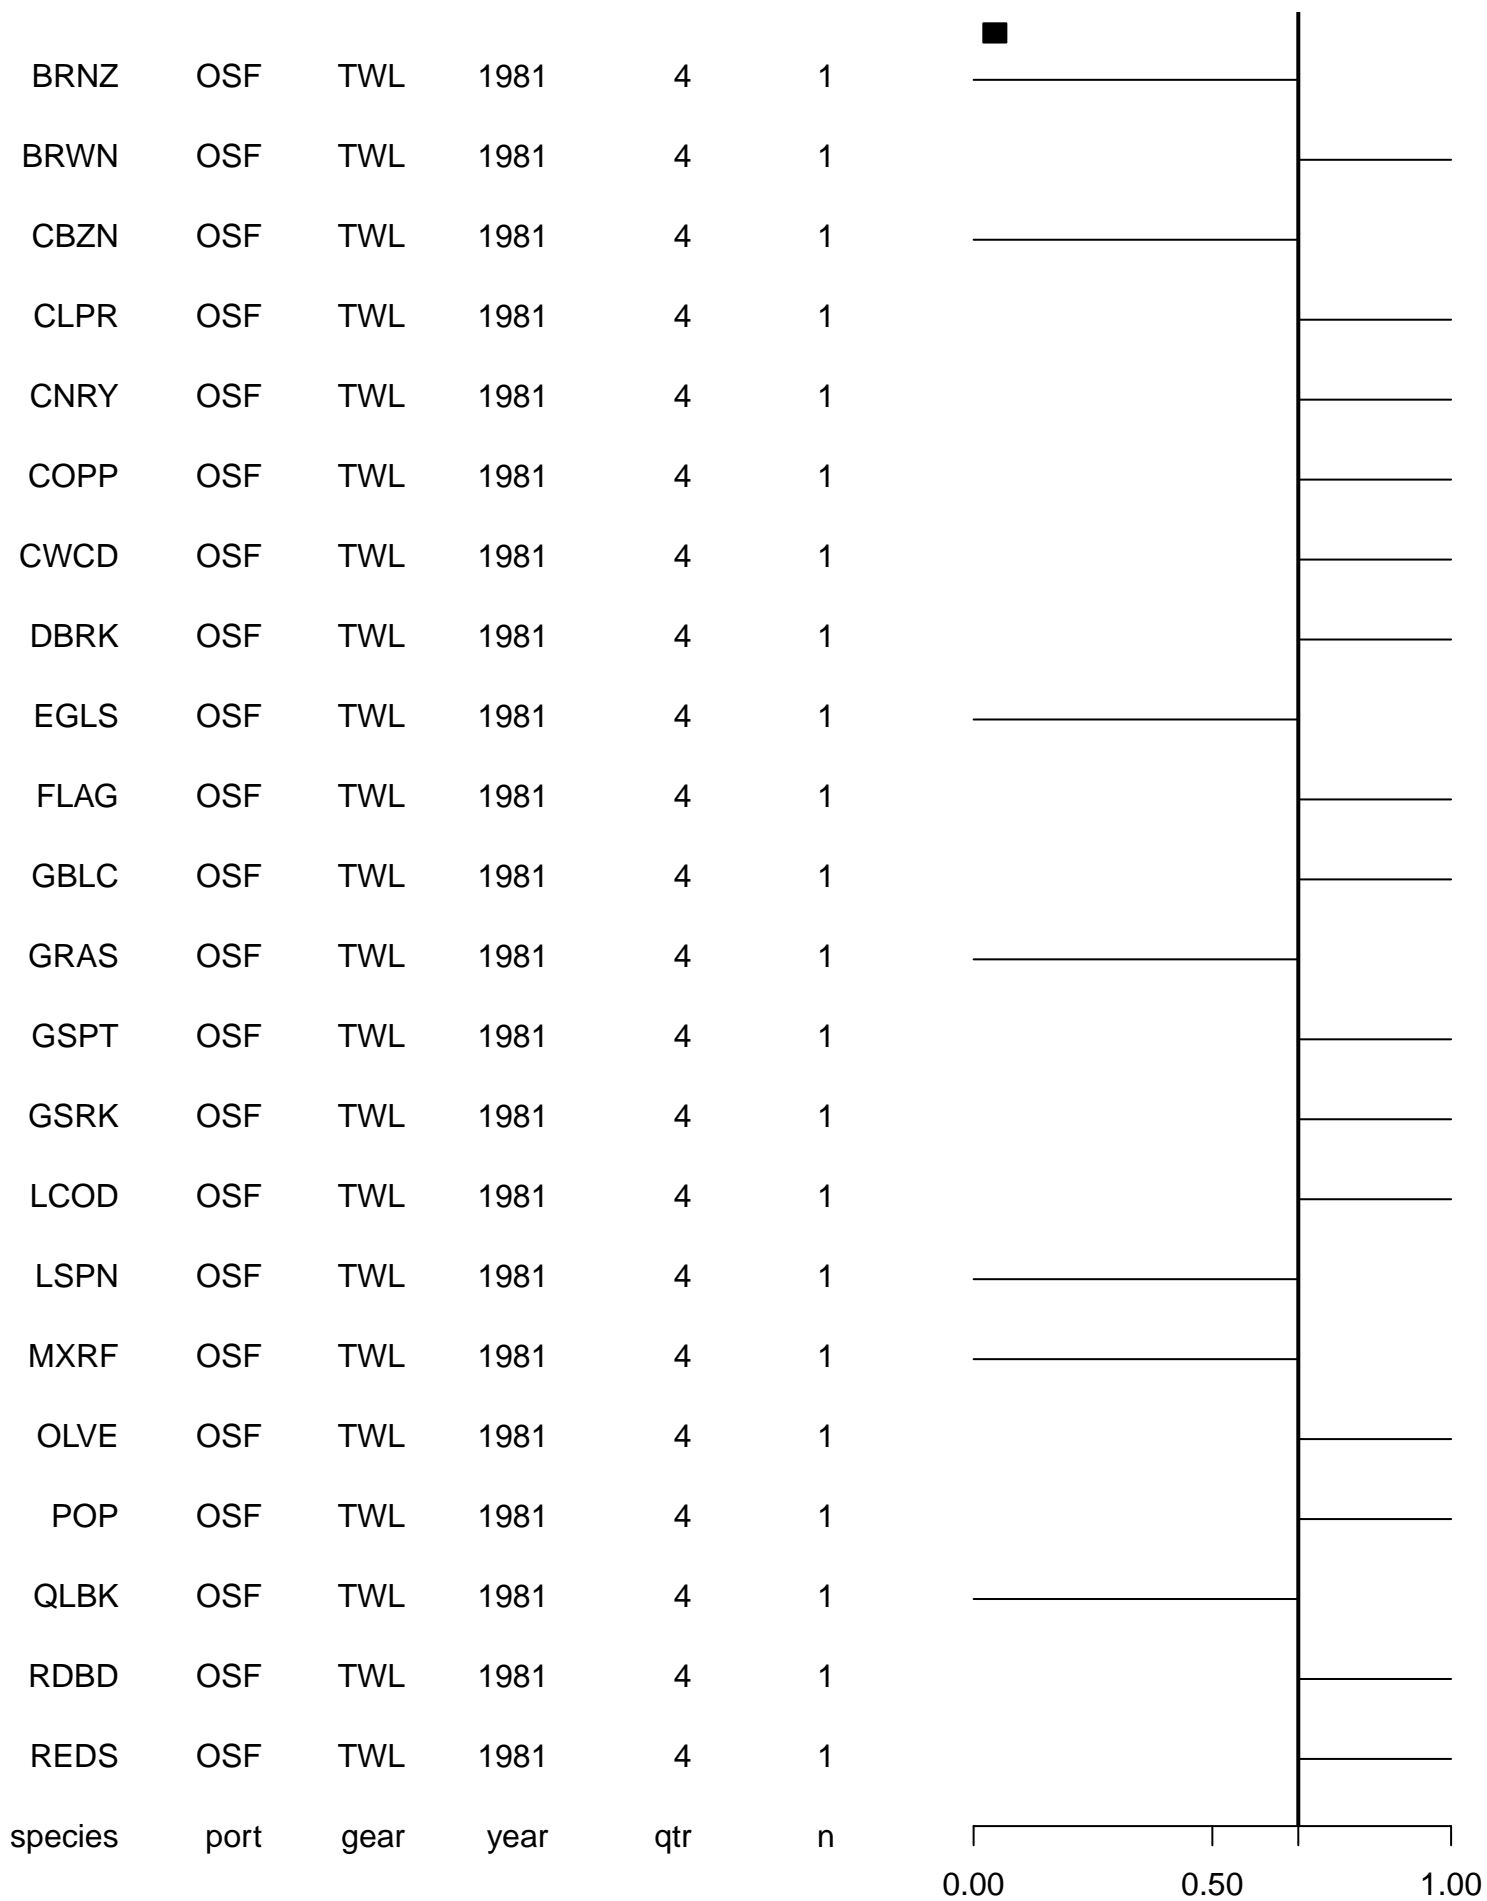 BRNZ OSF TWL 1981 4 1
BRWN OSF TWL 1981 4 1
CBZN OSF TWL 1981 4 1
CLPR OSF TWL 1981 4 1
CNRY OSF TWL 1981 4 1
COPP OSF TWL 1981 4 1
CWCD OSF TWL 1981 4 1
DBRK OSF TWL 1981 4 1
EGLS OSF TWL 1981 4 1
FLAG OSF TWL 1981 4 1
GBLC OSF TWL 1981 4 1
GRAS OSF TWL 1981 4 1
GSPT OSF TWL 1981 4 1
GSRK OSF TWL 1981 4 1
LCOD OSF TWL 1981 4 1
LSPN OSF TWL 1981 4 1
MXRF OSF TWL 1981 4 1
OLVE OSF TWL 1981 4 1
POP OSF TWL 1981 4 1
QLBK OSF TWL 1981 4 1
RDBD OSF TWL 1981 4 1
REDS OSF TWL 1981 4 1
species port gear year qtr n
0.00 0.50 1.00